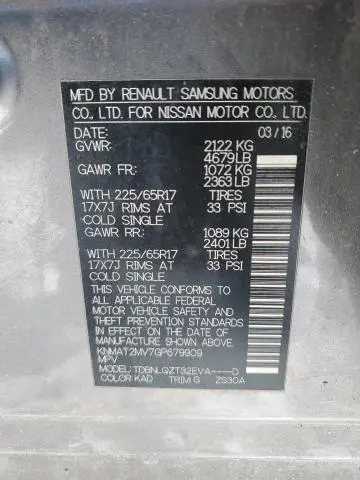 MFD BY RENAULT SAMSUNG MOTORS
CO., LTD. FOR NISSAN MOTOR CO., LTD.
DATE: 03/16
GVWR: 2122 KG
4679LB
GAWR FR: 1072 KG
2363LB
WITH 225/65R17 TIRES
17X7J RIMS AT 33 PSI
COLD SINGLE
GAWR RR: 1089 KG
2401LB
WITH 225/65R17 TIRES
17X7J RIMS AT 33 PSI
COLD SINGLE
THIS VEHICLE CONFORMS TO
ALL APPLICABLE FEDERAL
MOTOR VEHICLE SAFETY AND
THEFT PREVENTION STANDARDS
IN EFFECT ON THE DATE OF
MANUFACTURE SHOWN ABOVE.
KNMAT2MV7GP679909
MPV
MODEL:TDBNLQZT32EVA----D
COLOR:KAD TRIM:G ZS30A